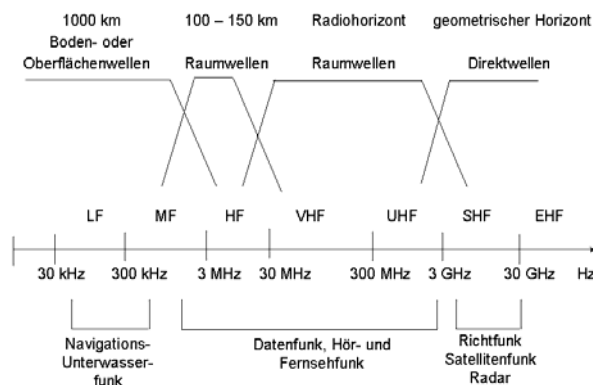 1000 km
Boden- oder
Oberflächenwellen
100 – 150 km
Raumwellen
Radiohorizont
Raumwellen
geometrischer Horizont
Direktwellen
LF MF HF VHF UHF SHF EHF
30 kHz 300 kHz 3 MHz 30 MHz 300 MHz 3 GHz 30 GHz Hz
Navigations-
Unterwasser-
funk
Datenfunk, Hör- und
Fernsehfunk
Richtfunk
Satellitenfunk
Radar